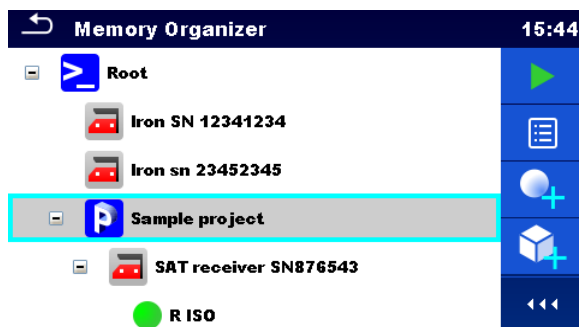 Memory Organizer 15:44
Root
Iron SN 12341234
Iron sn 23452345
Sample project
SAT receiver SN876543
R ISO